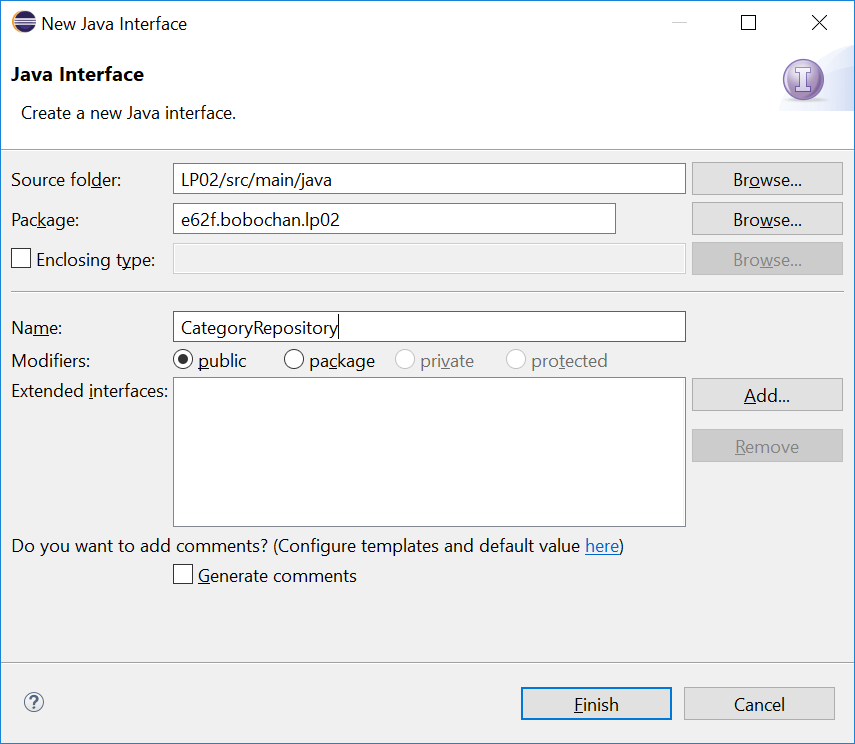 New Java Interface
Java Interface
Create a new Java interface.
Source folder: LP02/src/main/java Browse...
Package: e62f.bobochan.lp02 Browse...
Enclosing type: Browse...
Name: CategoryRepository
Modifiers: public package private protected
Extended interfaces: Add...
Remove
Do you want to add comments? (Configure templates and default value here)
Generate comments
? Finish Cancel